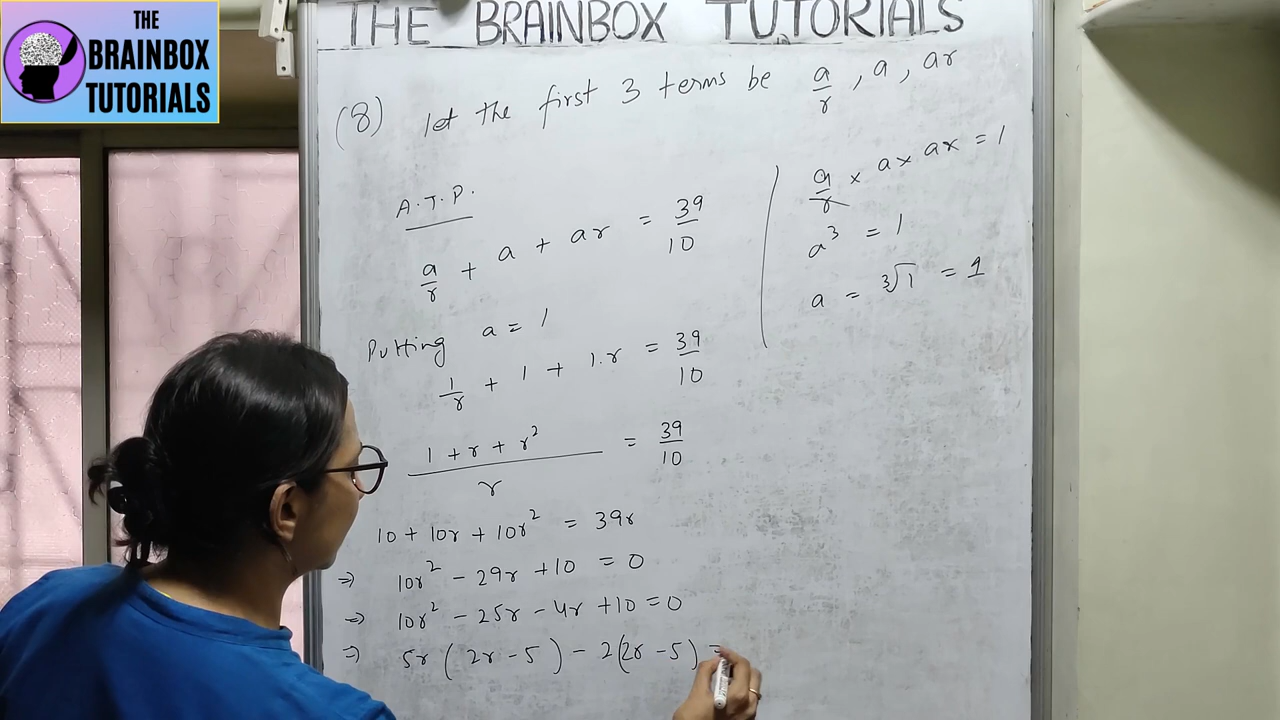 THE
BRAINBOX
TUTORIALS
THE BRAINBOX TUTORIALS
(8) let the first 3 terms be a/r , a , ar
A.T.P.
a/r + a + ar = 39/10
Putting a = 1
1/r + 1 + 1.r = 39/10
(1 + r + r²)/r = 39/10
10 + 10r + 10r² = 39r
⇒ 10r² - 29r + 10 = 0
⇒ 10r² - 25r - 4r + 10 = 0
⇒ 5r ( 2r - 5 ) - 2 (2r - 5) =
a/r × a × ar = 1
a³ = 1
a = ³√1 = 1